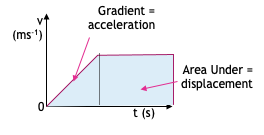 Gradient =
acceleration
v
(ms⁻¹)
Area Under =
displacement
0
t (s)